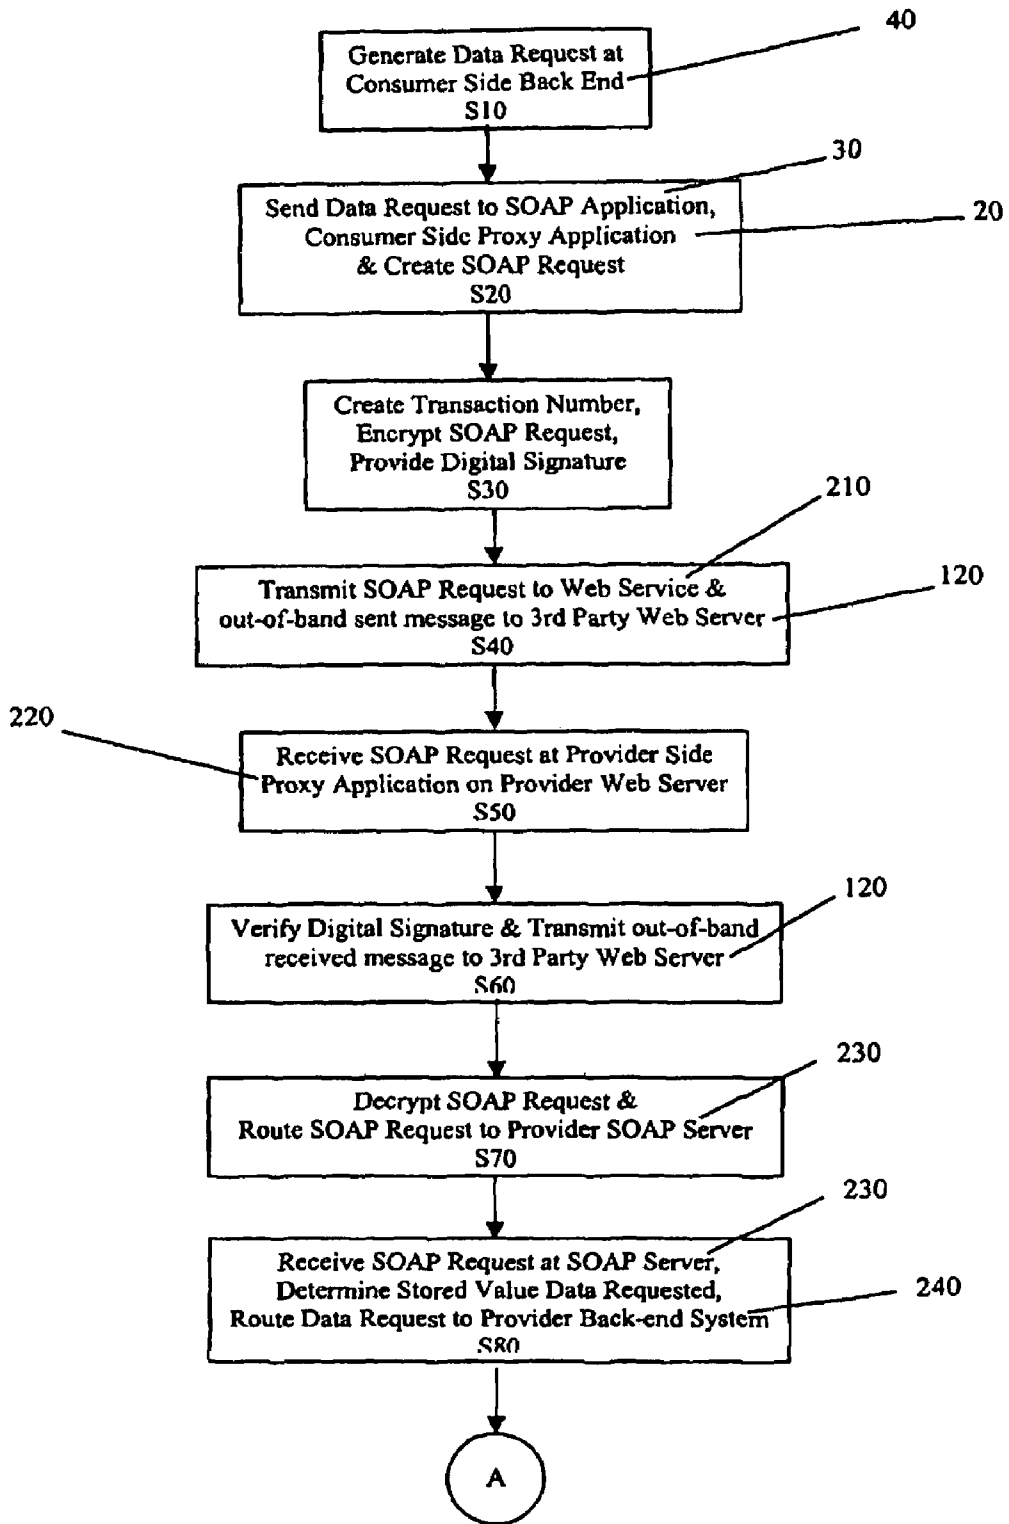 40
Generate Data Request at
Consumer Side Back End
S10
30
Send Data Request to SOAP Application,
20
Consumer Side Proxy Application
& Create SOAP Request
S20
Create Transaction Number,
Encrypt SOAP Request,
Provide Digital Signature
S30
210
Transmit SOAP Request to Web Service &
120
out-of-band sent message to 3rd Party Web Server
S40
220
Receive SOAP Request at Provider Side
Proxy Application on Provider Web Server
S50
120
Verify Digital Signature & Transmit out-of-band
received message to 3rd Party Web Server
S60
230
Decrypt SOAP Request &
Route SOAP Request to Provider SOAP Server
S70
230
Receive SOAP Request at SOAP Server,
Determine Stored Value Data Requested,
240
Route Data Request to Provider Back-end System
S80
A